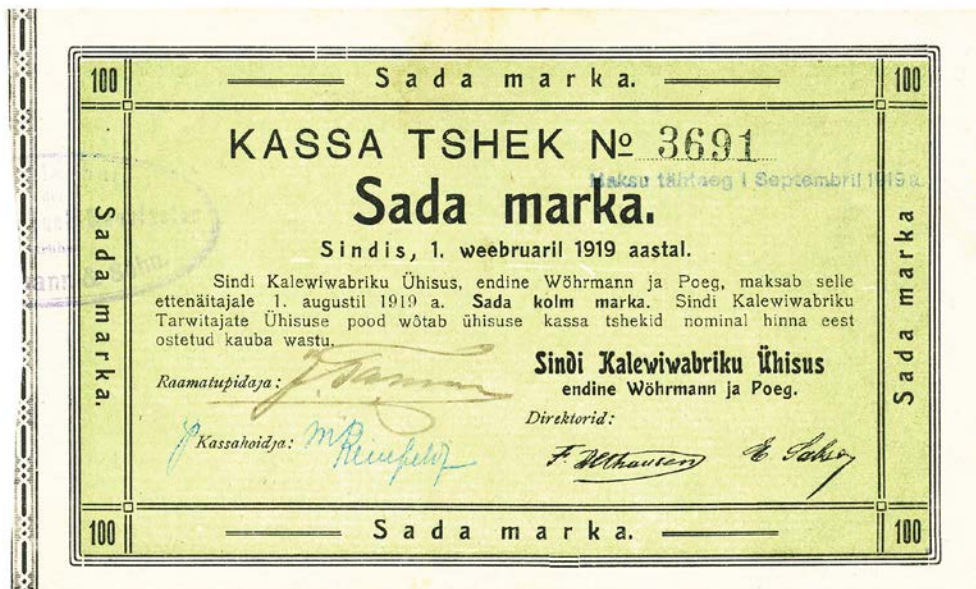 100 Sada marka. 100
KASSA TSHEK № 3691
Maksu tähtaeg 1 Septembril 1919 a.
Sada marka.
Sindis, 1. weebruaril 1919 aastal.
Sindi Kalewiwabriku Ühisus, endine Wöhrmann ja Poeg, maksab selle
ettenäitajale 1. augustil 1919 a. Sada kolm marka. Sindi Kalewiwabriku
Tarwitajate Ühisuse pood wôtab ühisuse kassa tshekid nominal hinna eest
ostetud kauba wastu.
Sindi Kalewiwabriku Ühisus
endine Wöhrmann ja Poeg.
Raamatupidaja:
Direktorid:
Kassahoidja:
Sada marka.
Sada marka
100 Sada marka. 100